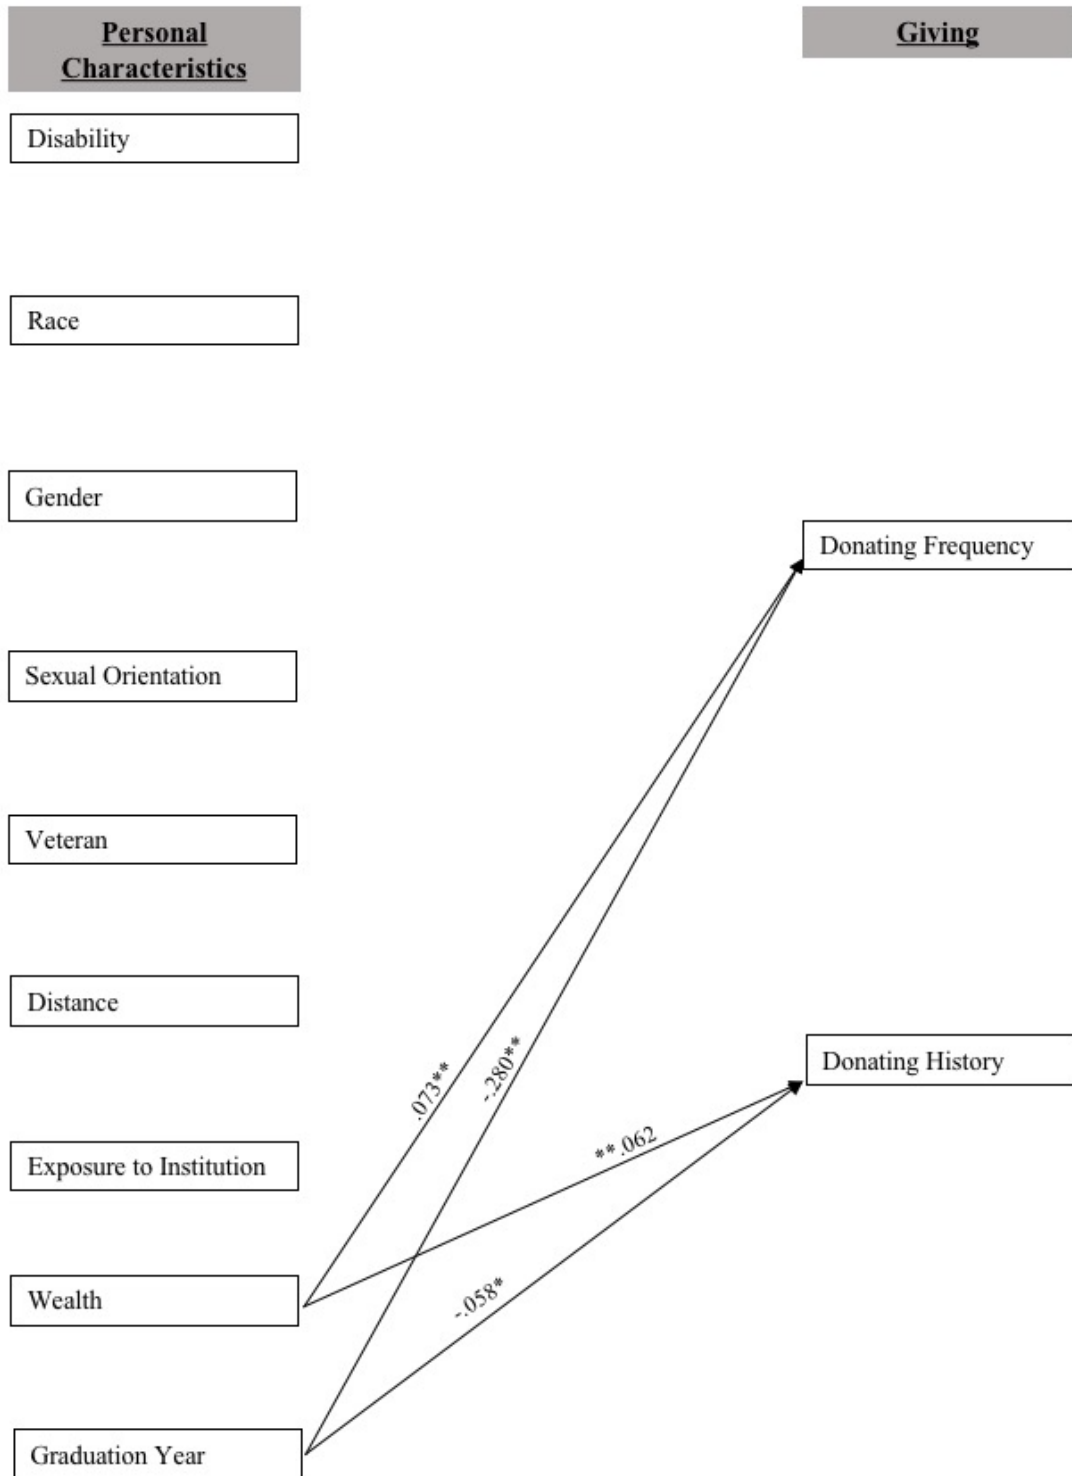 Personal
Characteristics
Giving
Disability
Race
Gender
Donating Frequency
Sexual Orientation
Veteran
Distance
Donating History
.073**
-.280**
**.062
Exposure to Institution
Wealth
-.058*
Graduation Year